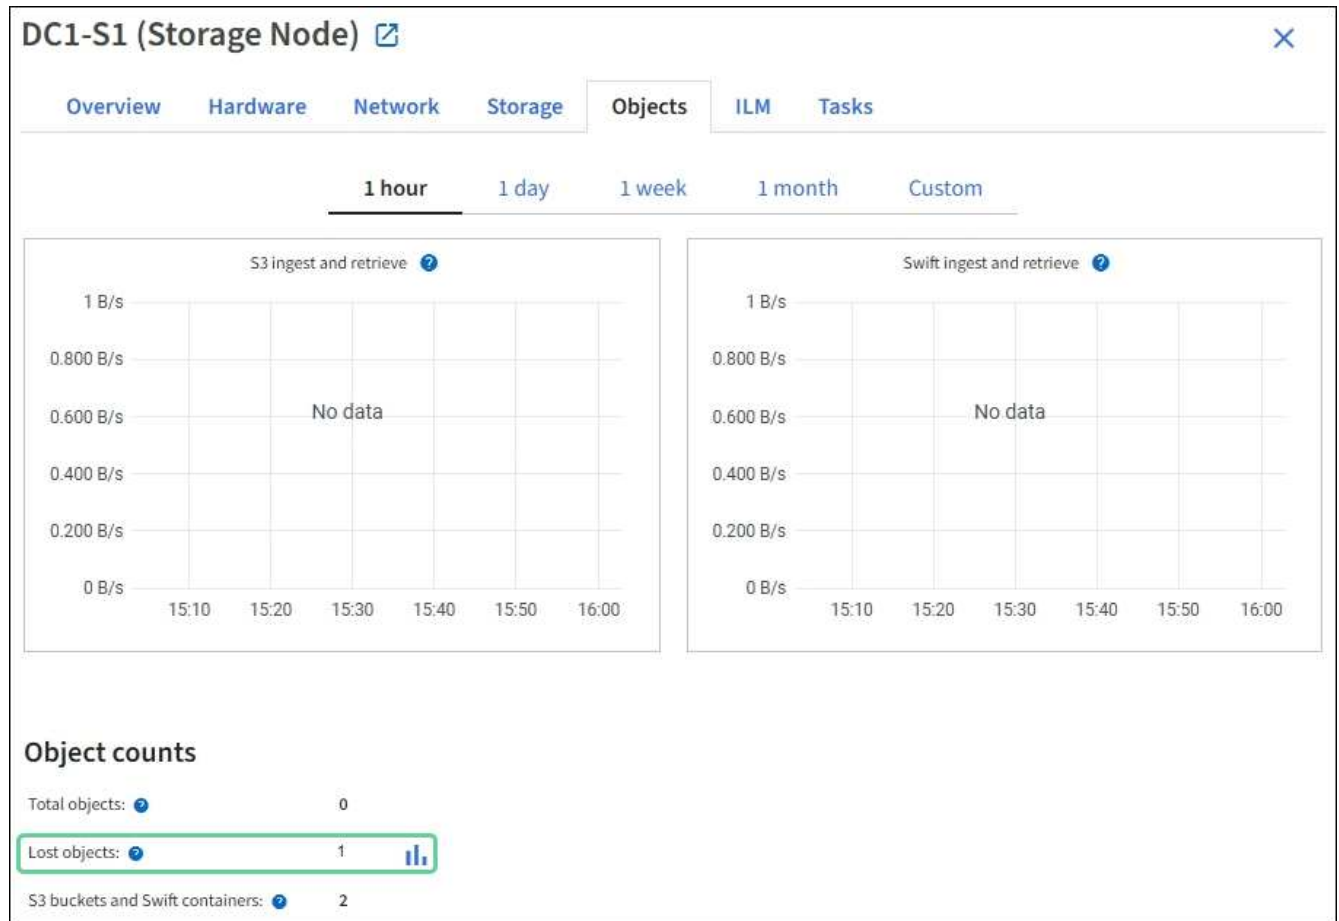 DC1-S1 (Storage Node)
Overview Hardware Network Storage Objects ILM Tasks
1 hour 1 day 1 week 1 month Custom
S3 ingest and retrieve
1 B/s
0.800 B/s
0.600 B/s
0.400 B/s
0.200 B/s
0 B/s
No data
15:10 15:20 15:30 15:40 15:50 16:00
Swift ingest and retrieve
1 B/s
0.800 B/s
0.600 B/s
0.400 B/s
0.200 B/s
0 B/s
No data
15:10 15:20 15:30 15:40 15:50 16:00
Object counts
Total objects: 0
Lost objects: 1
S3 buckets and Swift containers: 2